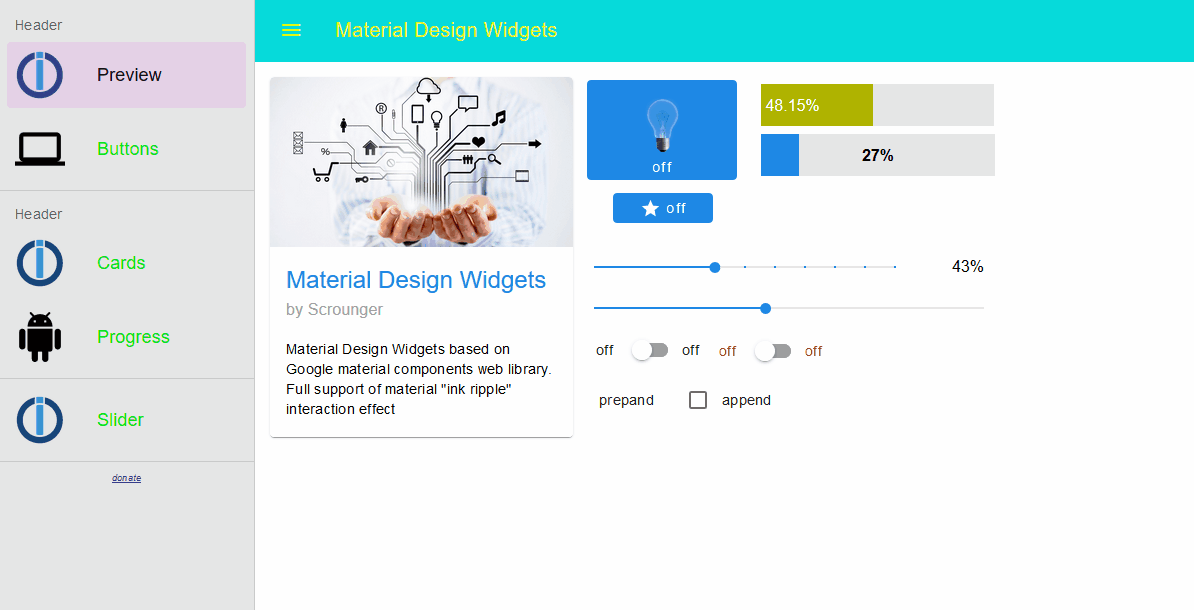 Header
Preview
Buttons
Header
Cards
Progress
Slider
donate
Material Design Widgets
®
%
Material Design Widgets
by Scrounger
Material Design Widgets based on
Google material components web library.
Full support of material "ink ripple"
interaction effect
off
off
48.15%
27%
43%
off off off off
prepand append